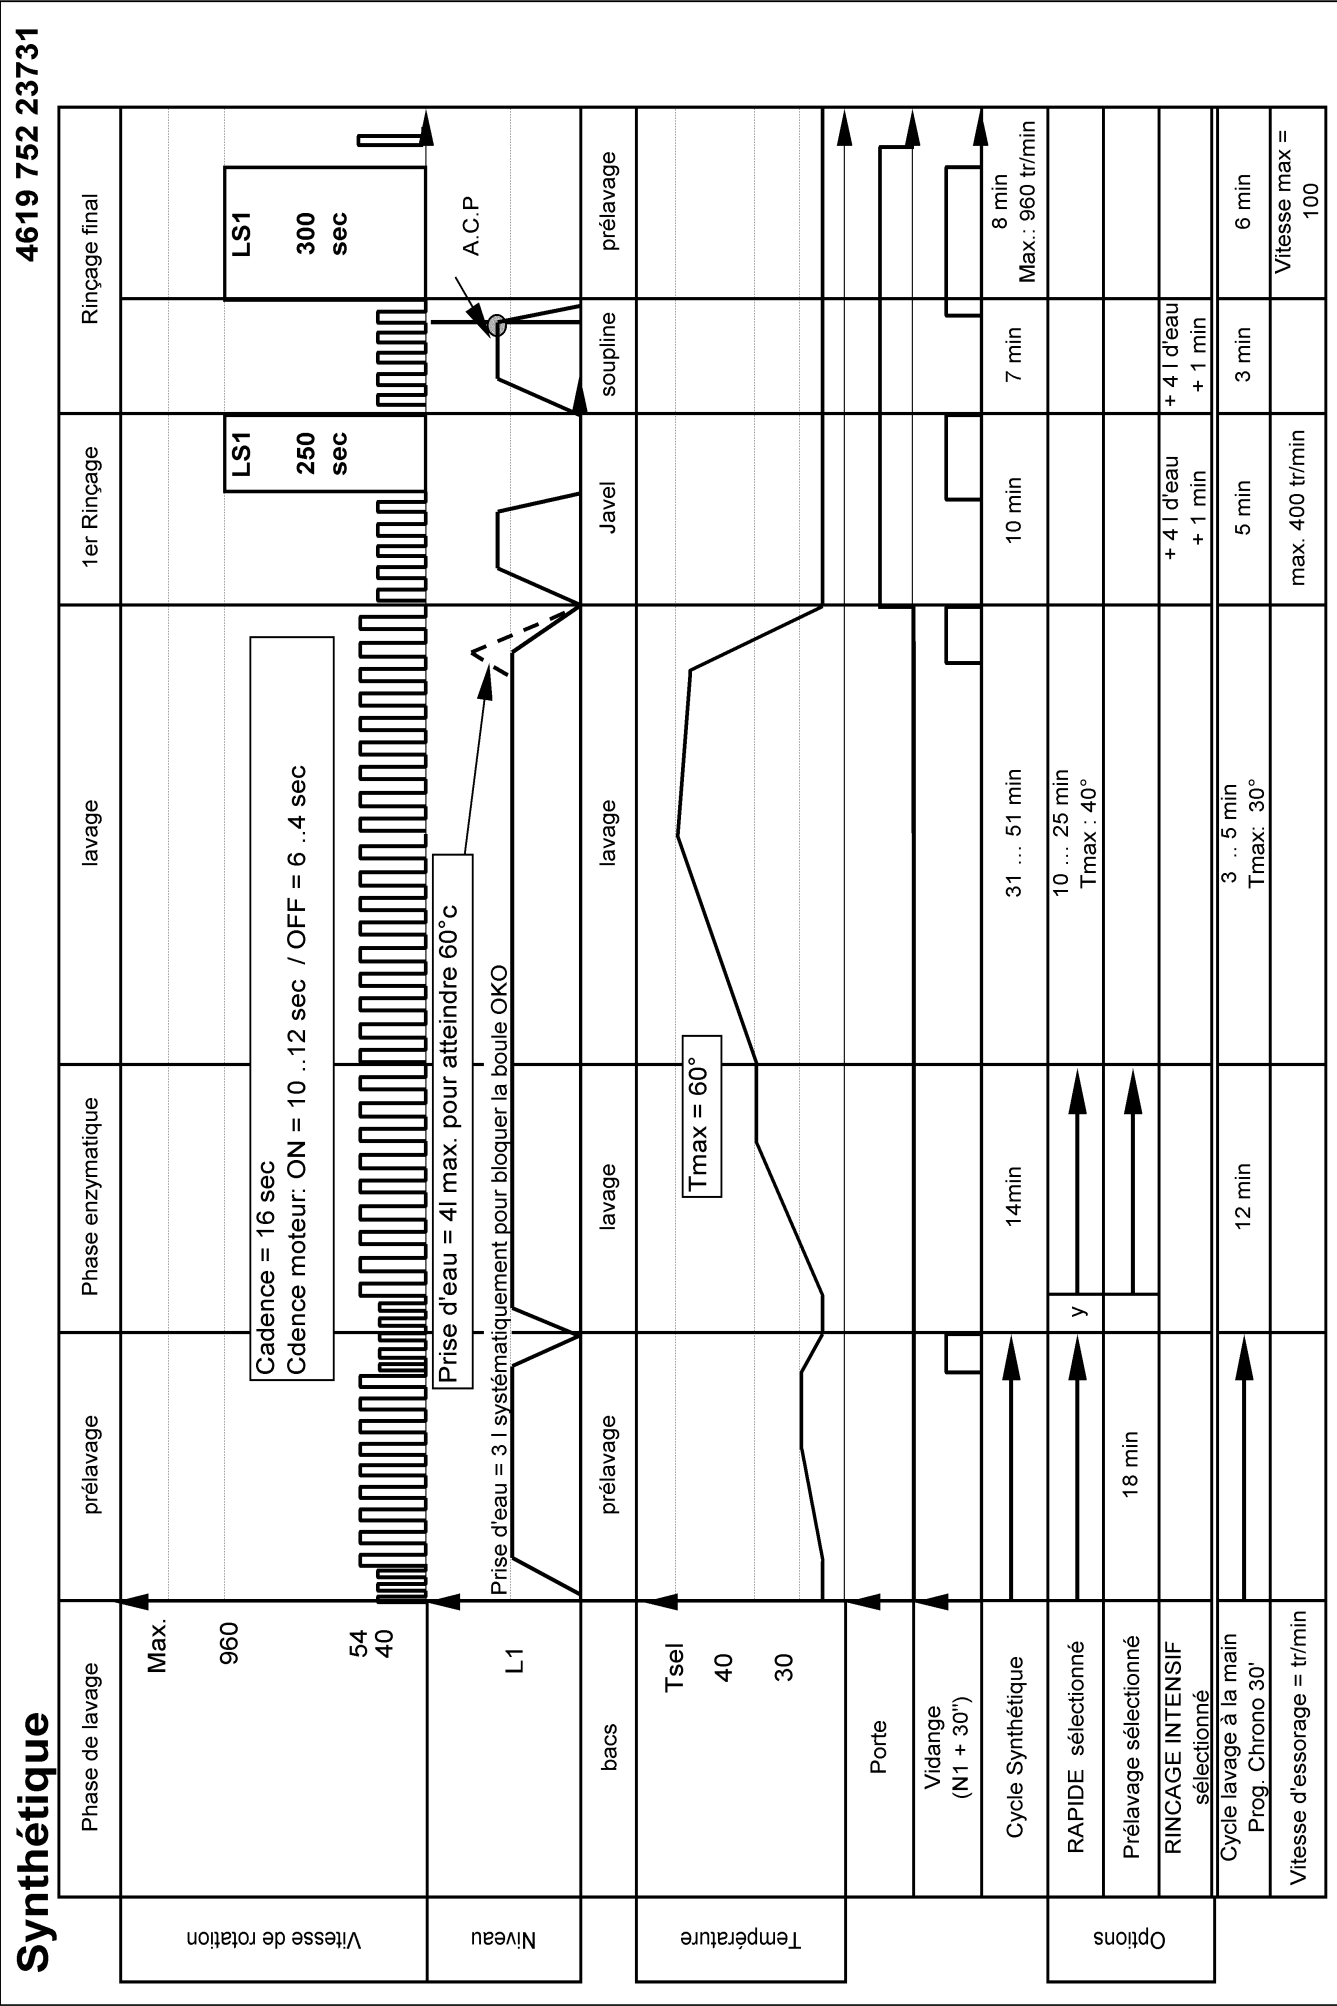 Synthétique
4619 752 23731
Phase de lavage
prélavage
Phase enzymatique
lavage
1er Rinçage
Rinçage final
Vitesse de rotation
Max.
960
54
40
Cadence = 16 sec
Cdence moteur: ON = 10 ..12 sec / OFF = 6 ..4 sec
LS1
250
sec
LS1
300
sec
Niveau
L1
Prise d'eau = 4l max. pour atteindre 60°c
Prise d'eau = 3 l systématiquement pour bloquer la boule OKO
A.C.P
bacs
prélavage
lavage
lavage
Javel
soupline
prélavage
Température
Tsel
40
30
Tmax = 60°
Porte
Vidange
(N1 + 30")
Cycle Synthétique
14min
31 ... 51 min
10 min
7 min
8 min
Max.: 960 tr/min
Options
RAPIDE sélectionné
y
10 ... 25 min
Tmax : 40°
Prélavage sélectionné
18 min
RINCAGE INTENSIF
sélectionné
+ 4 l d'eau
+ 1 min
+ 4 l d'eau
+ 1 min
Cycle lavage à la main
Prog. Chrono 30'
12 min
3 .. 5 min
Tmax: 30°
5 min
3 min
6 min
Vitesse d'essorage = tr/min
max. 400 tr/min
Vitesse max =
100